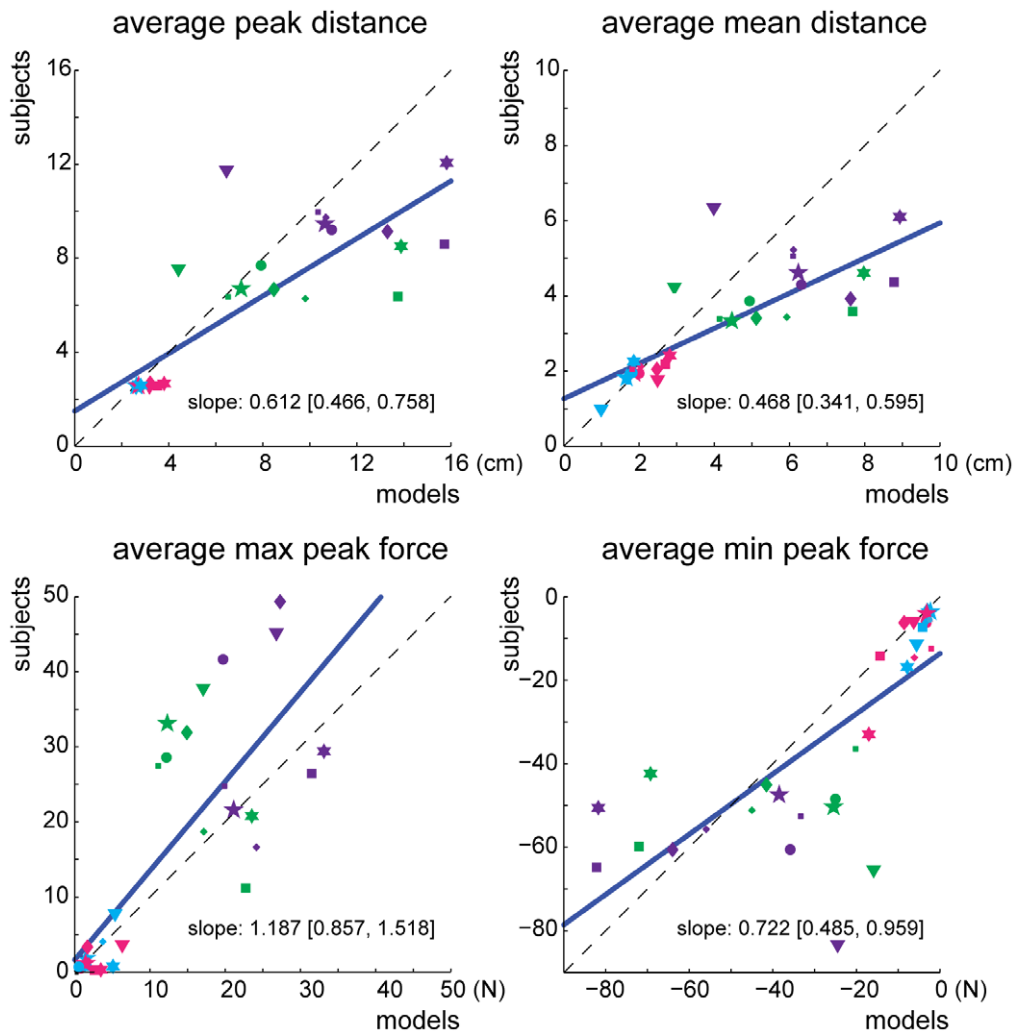 average peak distance
subjects
16
12
8
4
0
slope: 0.612 [0.466, 0.758]
0 4 8 12 16 (cm)
models
average mean distance
subjects
10
8
6
4
2
0
slope: 0.468 [0.341, 0.595]
0 2 4 6 8 10 (cm)
models
average max peak force
subjects
50
40
30
20
10
0
slope: 1.187 [0.857, 1.518]
0 10 20 30 40 50 (N)
models
average min peak force
subjects
0
−20
−40
−60
−80
slope: 0.722 [0.485, 0.959]
−80 −60 −40 −20 0 (N)
models